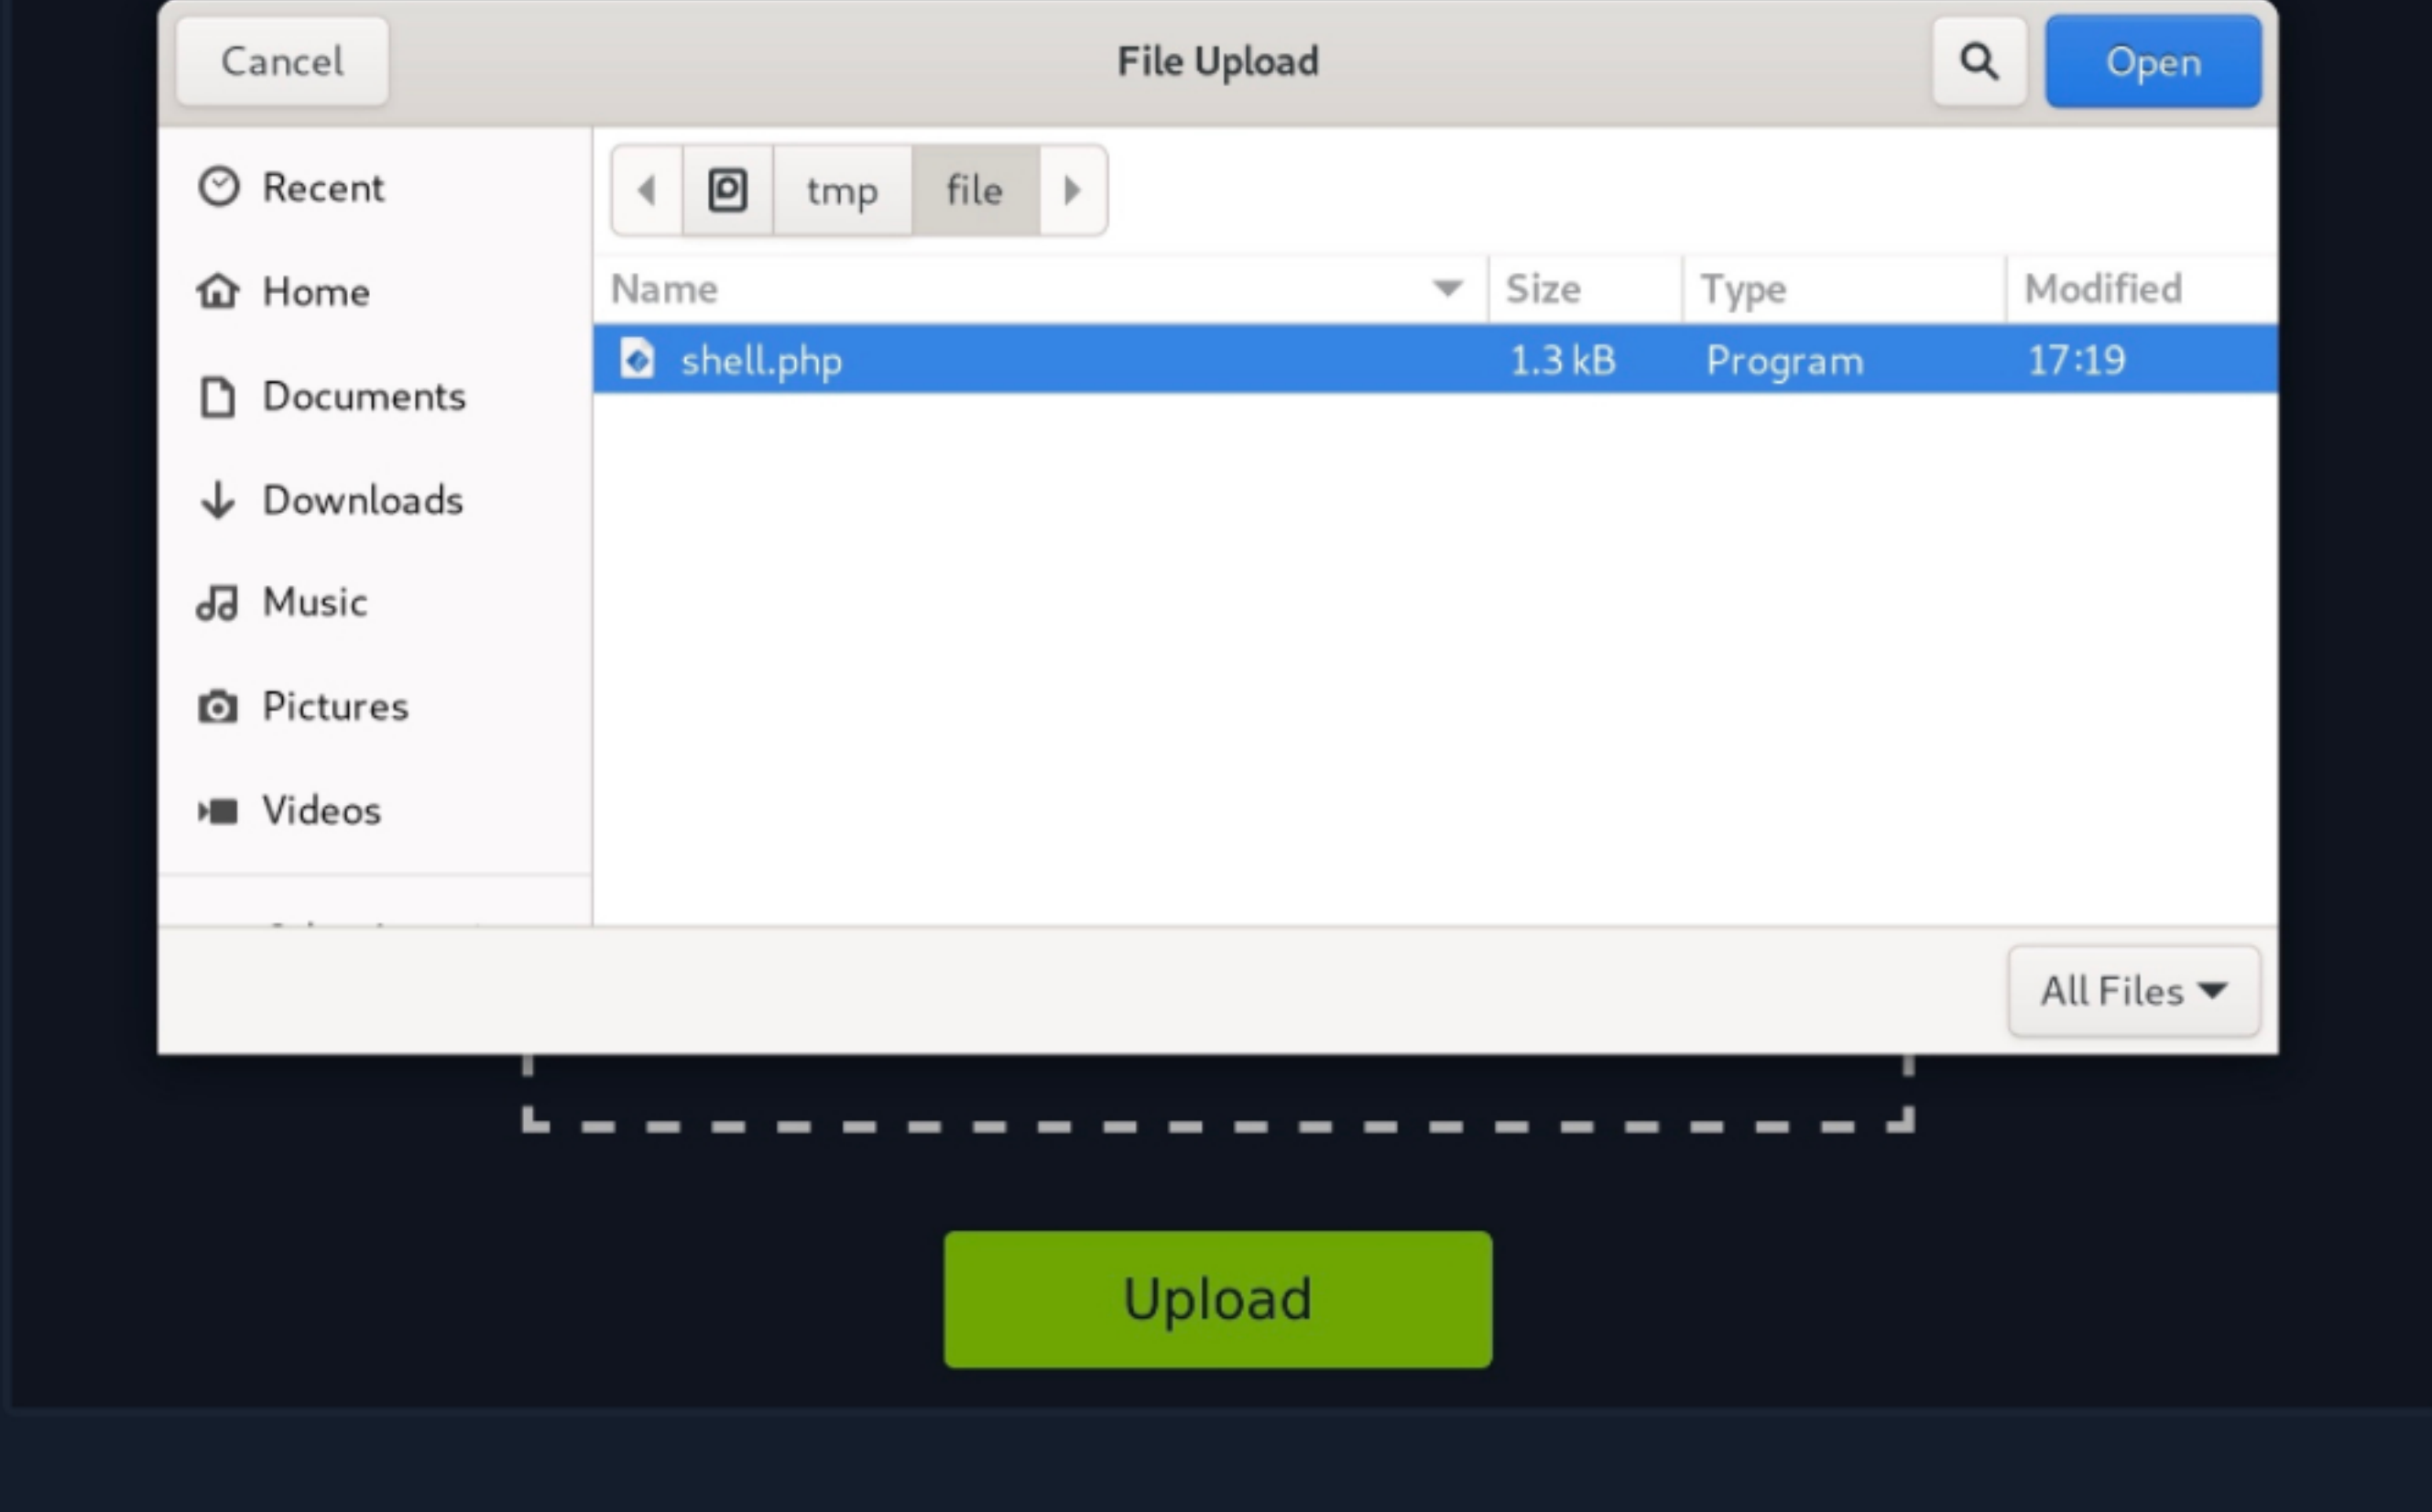 Cancel
File Upload
Open
Recent
Home
Documents
Downloads
Music
Pictures
Videos
tmp
file
Name
Size
Type
Modified
shell.php
1.3 kB
Program
17:19
All Files
Upload